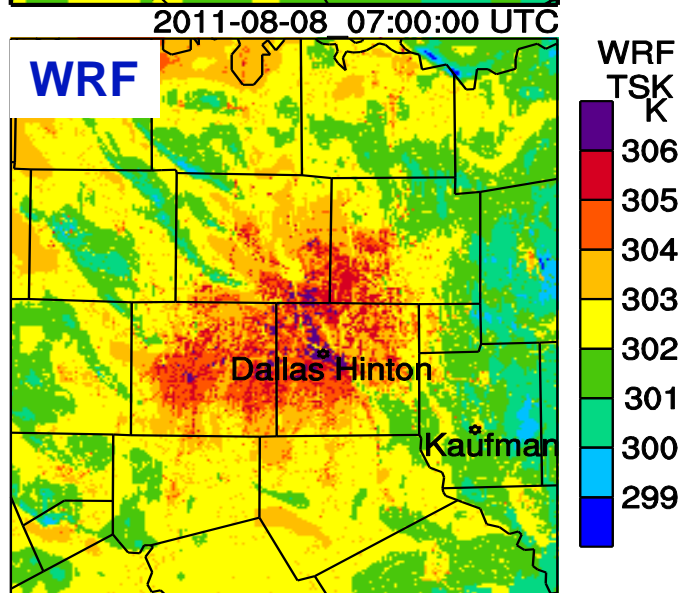 2011-08-08_07:00:00 UTC
WRF
WRF
TSK
K
306
305
304
303
302
301
300
299
Dallas Hinton
Kaufman